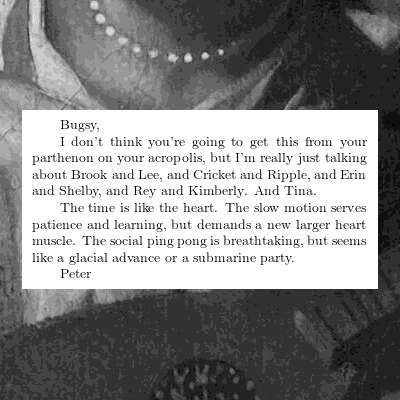 Bugsy,
I don't think you're going to get this from your
parthenon on your acropolis, but I'm really just talking
about Brook and Lee, and Cricket and Ripple, and Erin
and Shelby, and Rey and Kimberly. And Tina.
The time is like the heart. The slow motion serves
patience and learning, but demands a new larger heart
muscle. The social ping pong is breathtaking, but seems
like a glacial advance or a submarine party.
Peter